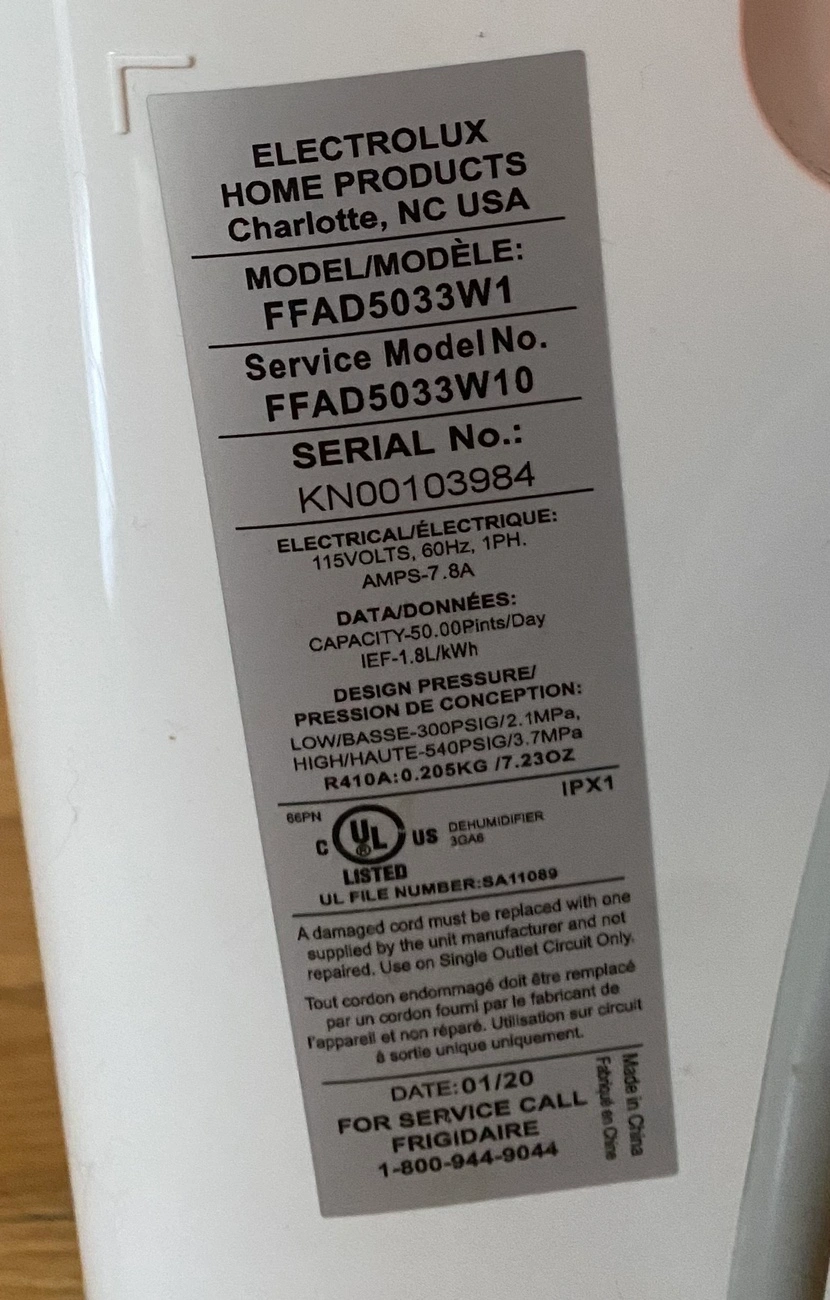 ELECTROLUX
HOME PRODUCTS
Charlotte, NC USA
MODEL/MODÈLE:
FFAD5033W1
Service Model No.
FFAD5033W10
SERIAL No.:
KN00103984
ELECTRICAL/ÉLECTRIQUE:
115VOLTS, 60Hz, 1PH.
AMPS-7.8A
DATA/DONNÉES:
CAPACITY-50.00Pints/Day
IEF-1.8L/kWh
DESIGN PRESSURE/
PRESSION DE CONCEPTION:
LOW/BASSE-300PSIG/2.1MPa,
HIGH/HAUTE-540PSIG/3.7MPa
R410A:0.205KG /7.23OZ
IPX1
66PN
C UL® US
LISTED
DEHUMIDIFIER
3GA6
UL FILE NUMBER:SA11089
A damaged cord must be replaced with one
supplied by the unit manufacturer and not
repaired. Use on Single Outlet Circuit Only.
Tout cordon endommagé doit être remplacé
par un cordon fourni par le fabricant de
l'appareil et non réparé. Utilisation sur circuit
à sortie unique uniquement.
DATE:01/20
FOR SERVICE CALL
FRIGIDAIRE
1-800-944-9044
Made in China
Fabriqué en Chine